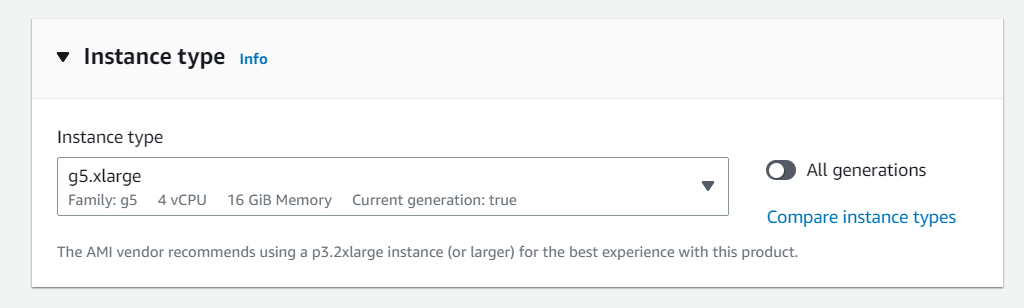 Instance type Info
Instance type
g5.xlarge
Family: g5 4 vCPU 16 GiB Memory Current generation: true
All generations
Compare instance types
The AMI vendor recommends using a p3.2xlarge instance (or larger) for the best experience with this product.